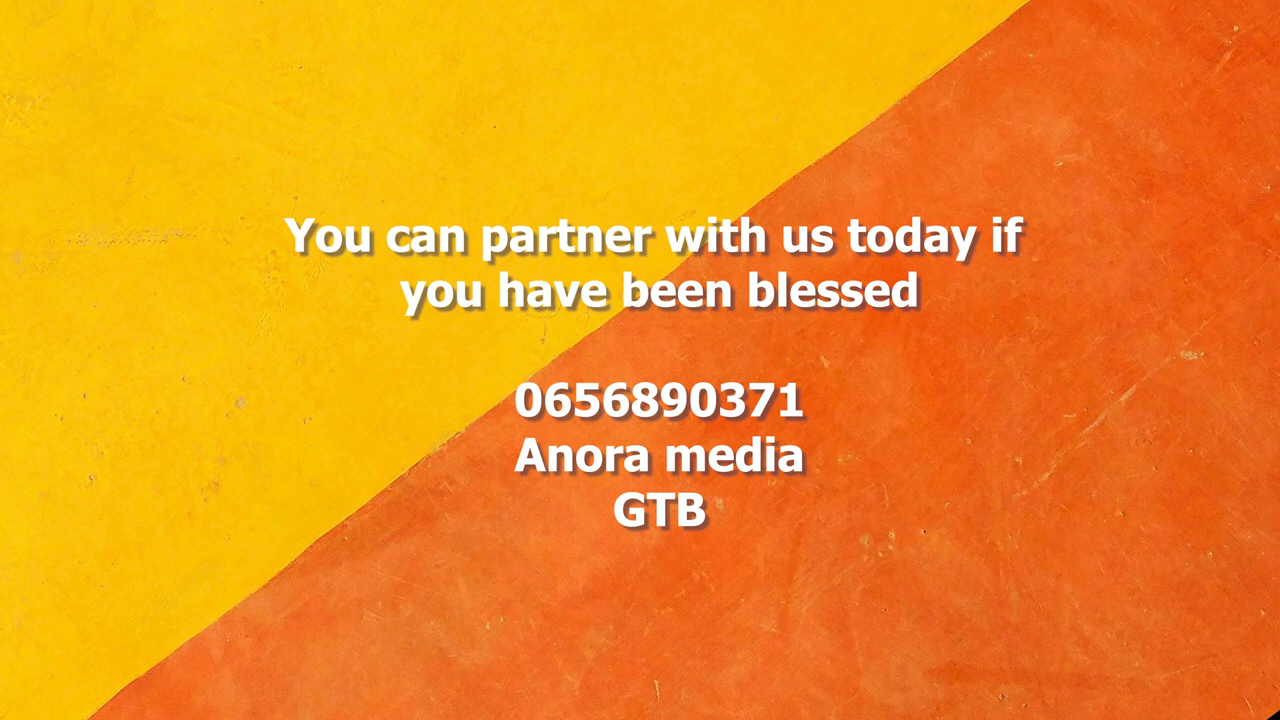 You can partner with us today if
you have been blessed
0656890371
Anora media
GTB